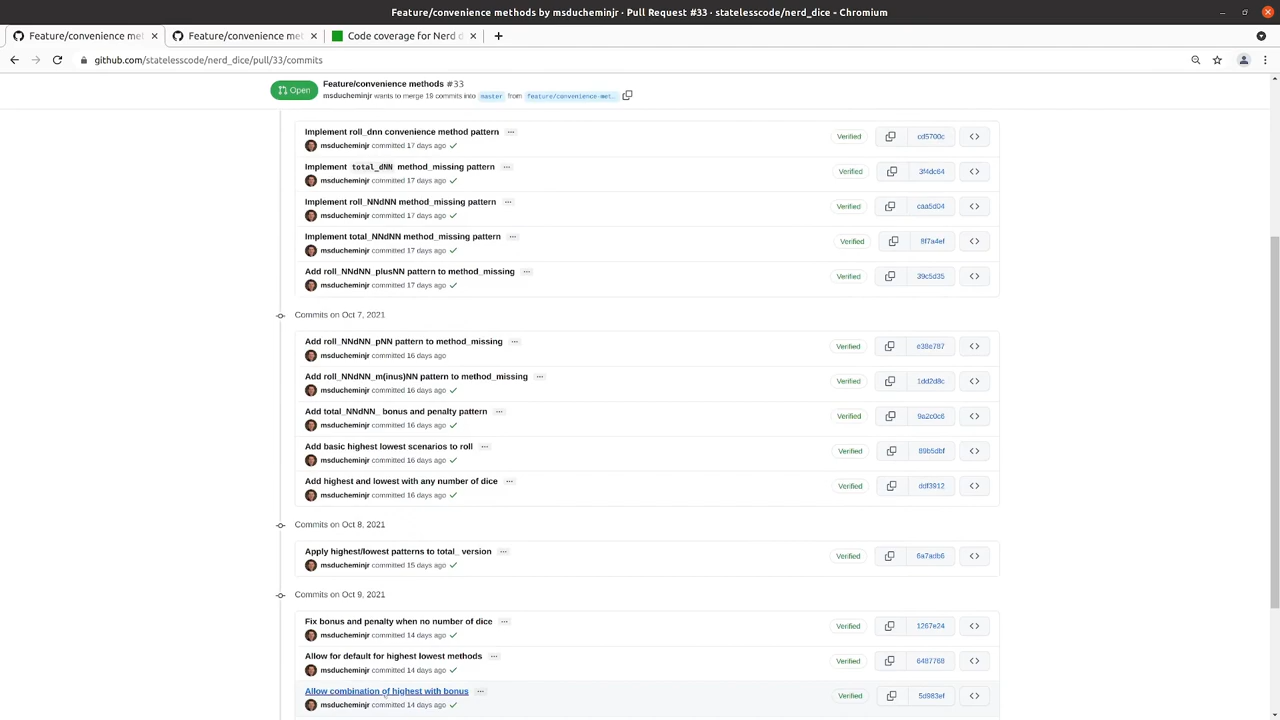 Feature/convenience methods by msducheminjr · Pull Request #33 · statelesscode/nerd_dice - Chromium
Feature/convenience met
Feature/convenience met
Code coverage for Nerd d
github.com/statelesscode/nerd_dice/pull/33/commits
Open
Feature/convenience methods #33
msducheminjr wants to merge 19 commits into master from feature/convenience-met...
Implement roll_dnn convenience method pattern ...
msducheminjr committed 17 days ago
Verified cd5700c
Implement total_dNN method_missing pattern ...
msducheminjr committed 17 days ago
Verified 3f4dc64
Implement roll_NNdNN method_missing pattern ...
msducheminjr committed 17 days ago
Verified caa5d04
Implement total_NNdNN method_missing pattern ...
msducheminjr committed 17 days ago
Verified 8f7a4ef
Add roll_NNdNN_plusNN pattern to method_missing ...
msducheminjr committed 17 days ago
Verified 39c5d35
Commits on Oct 7, 2021
Add roll_NNdNN_pNN pattern to method_missing ...
msducheminjr committed 16 days ago
Verified e38e787
Add roll_NNdNN_m(inus)NN pattern to method_missing ...
msducheminjr committed 16 days ago
Verified 1dd2d8c
Add total_NNdNN_ bonus and penalty pattern ...
msducheminjr committed 16 days ago
Verified 9a2c0c6
Add basic highest lowest scenarios to roll ...
msducheminjr committed 16 days ago
Verified 89b5dbf
Add highest and lowest with any number of dice ...
msducheminjr committed 16 days ago
Verified ddf3912
Commits on Oct 8, 2021
Apply highest/lowest patterns to total_ version ...
msducheminjr committed 15 days ago
Verified 6a7adb6
Commits on Oct 9, 2021
Fix bonus and penalty when no number of dice ...
msducheminjr committed 14 days ago
Verified 1267e24
Allow for default for highest lowest methods ...
msducheminjr committed 14 days ago
Verified 6487768
Allow combination of highest with bonus ...
msducheminjr committed 14 days ago
Verified 5d983ef